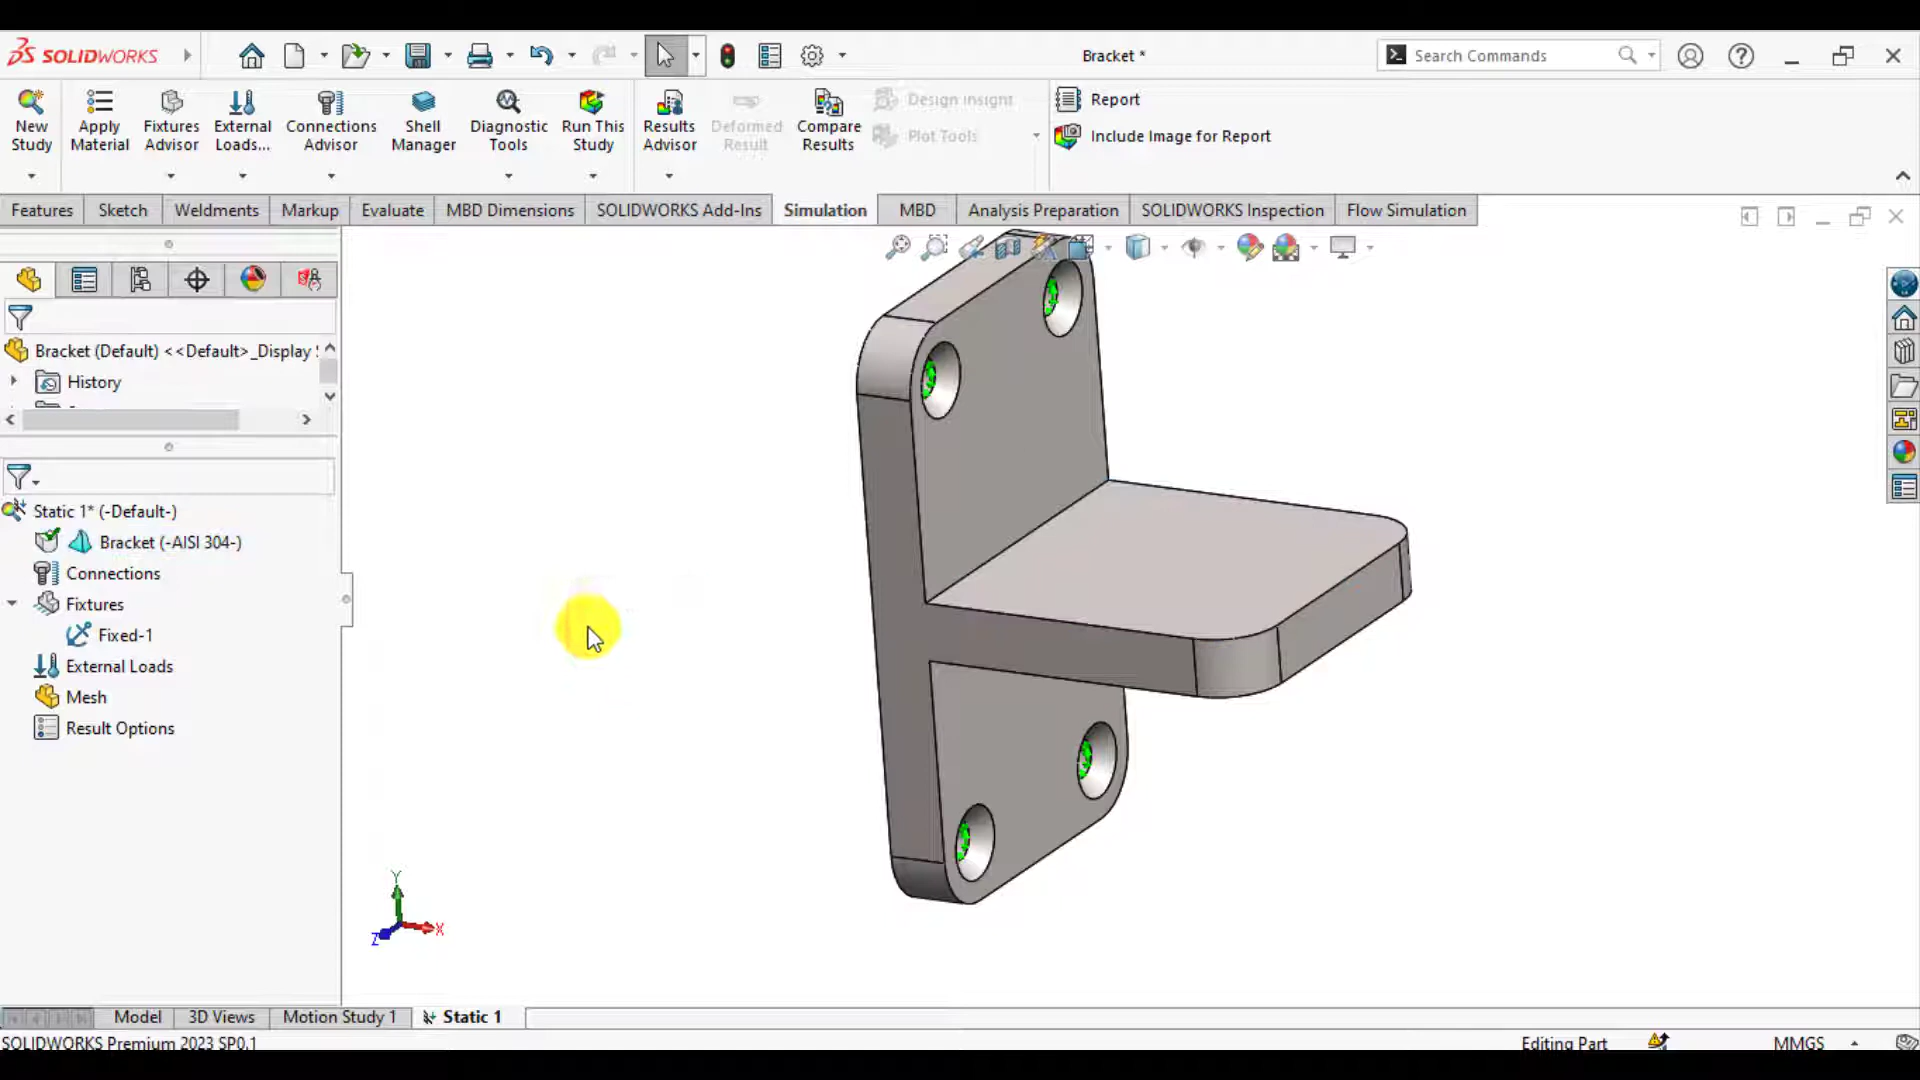 SOLIDWORKS
Bracket *
Search Commands
New Study
Apply Material
Fixtures Advisor
External Loads...
Connections Advisor
Shell Manager
Diagnostic Tools
Run This Study
Results Advisor
Deformed Result
Compare Results
Design Insight
Plot Tools
Report
Include Image for Report
Features
Sketch
Weldments
Markup
Evaluate
MBD Dimensions
SOLIDWORKS Add-Ins
Simulation
MBD
Analysis Preparation
SOLIDWORKS Inspection
Flow Simulation
Bracket (Default) <<Default>_Display
History
Static 1* (-Default-)
Bracket (-AISI 304-)
Connections
Fixtures
Fixed-1
External Loads
Mesh
Result Options
Y
Z
X
Model
3D Views
Motion Study 1
Static 1
SOLIDWORKS Premium 2023 SP0.1
Editing Part
MMGS